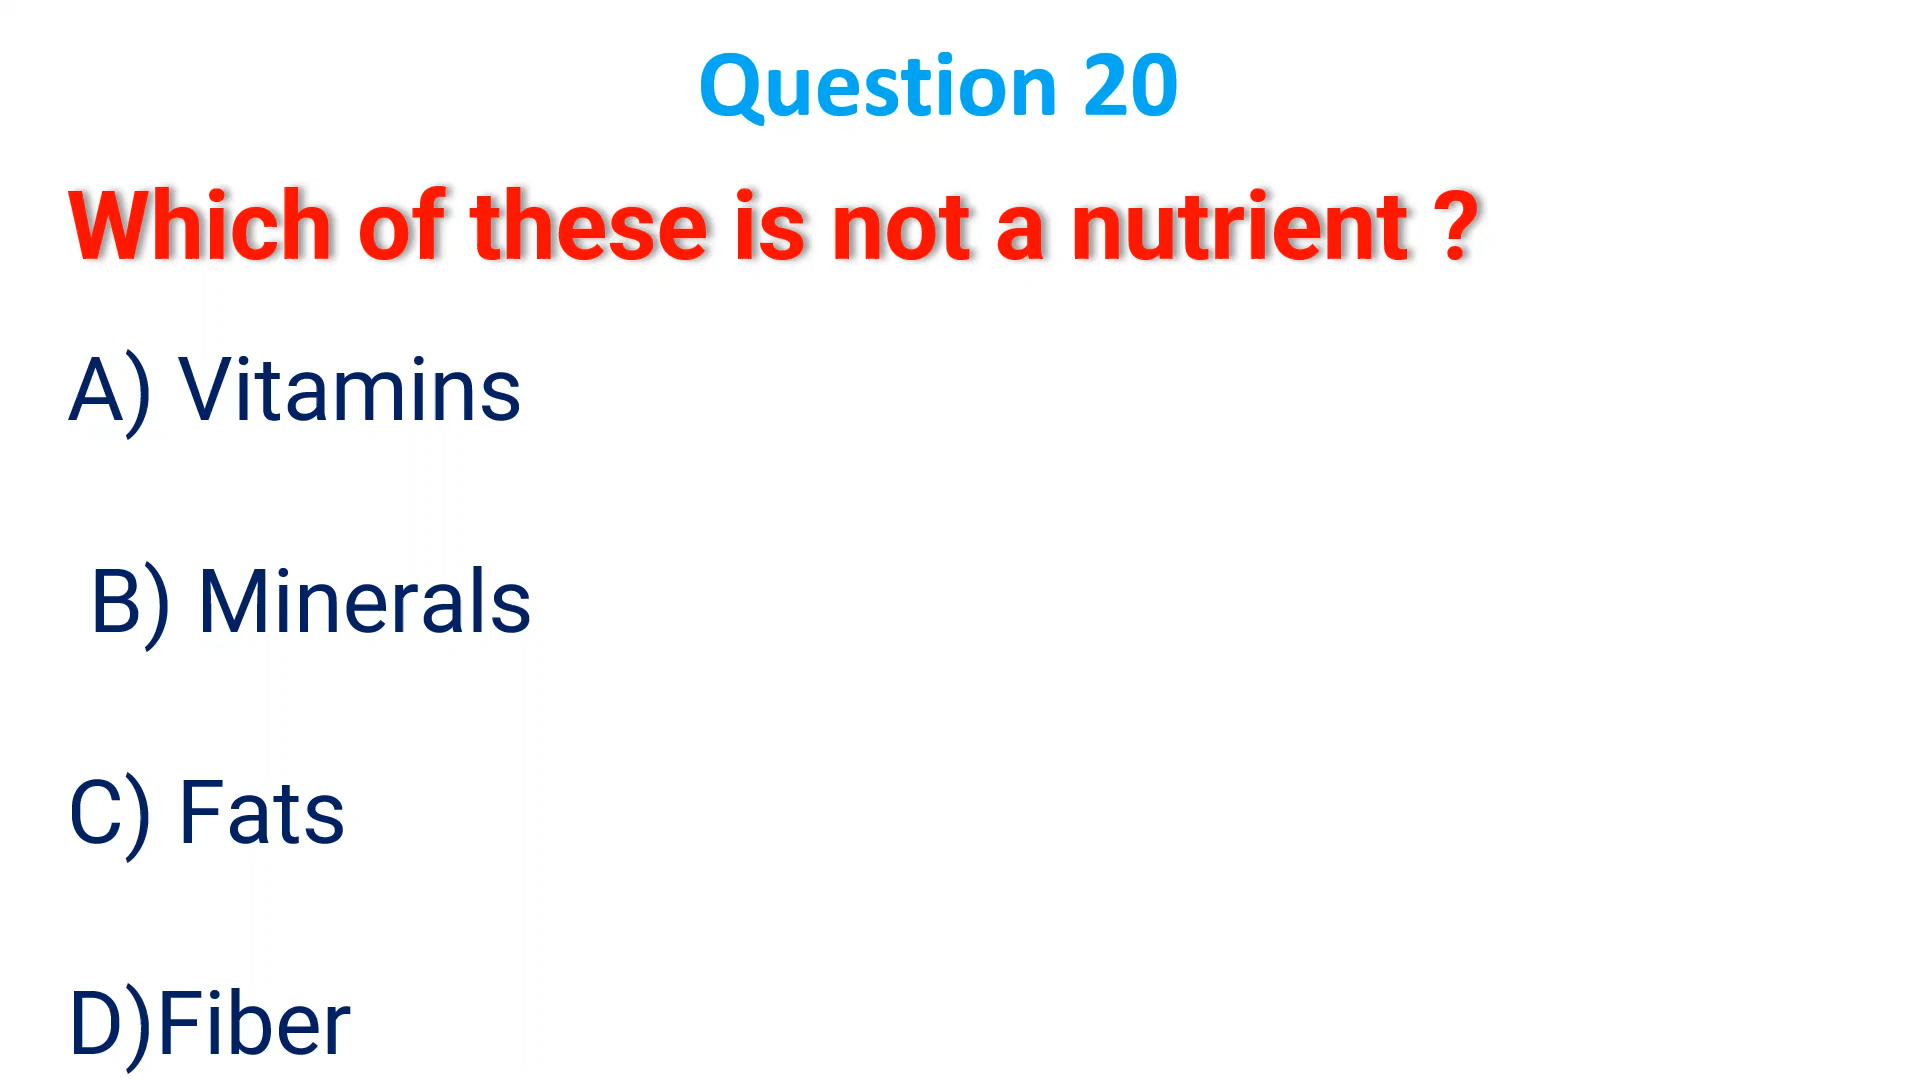 Question 20
Which of these is not a nutrient ?
A) Vitamins
B) Minerals
C) Fats
D)Fiber